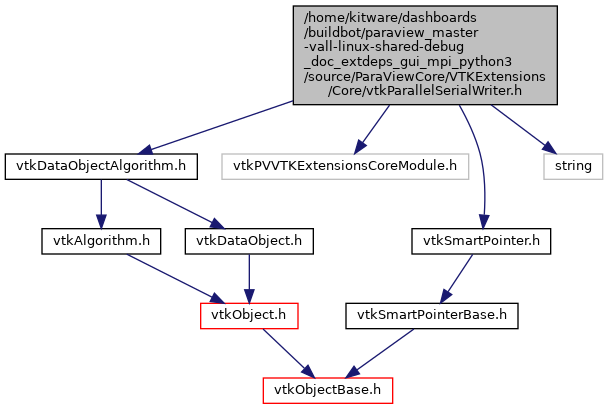 /home/kitware/dashboards
/buildbot/paraview_master
-vall-linux-shared-debug
_doc_extdeps_gui_mpi_python3
/source/ParaViewCore/VTKExtensions
/Core/vtkParallelSerialWriter.h
vtkDataObjectAlgorithm.h
vtkPVVTKExtensionsCoreModule.h
string
vtkAlgorithm.h
vtkDataObject.h
vtkSmartPointer.h
vtkObject.h
vtkSmartPointerBase.h
vtkObjectBase.h